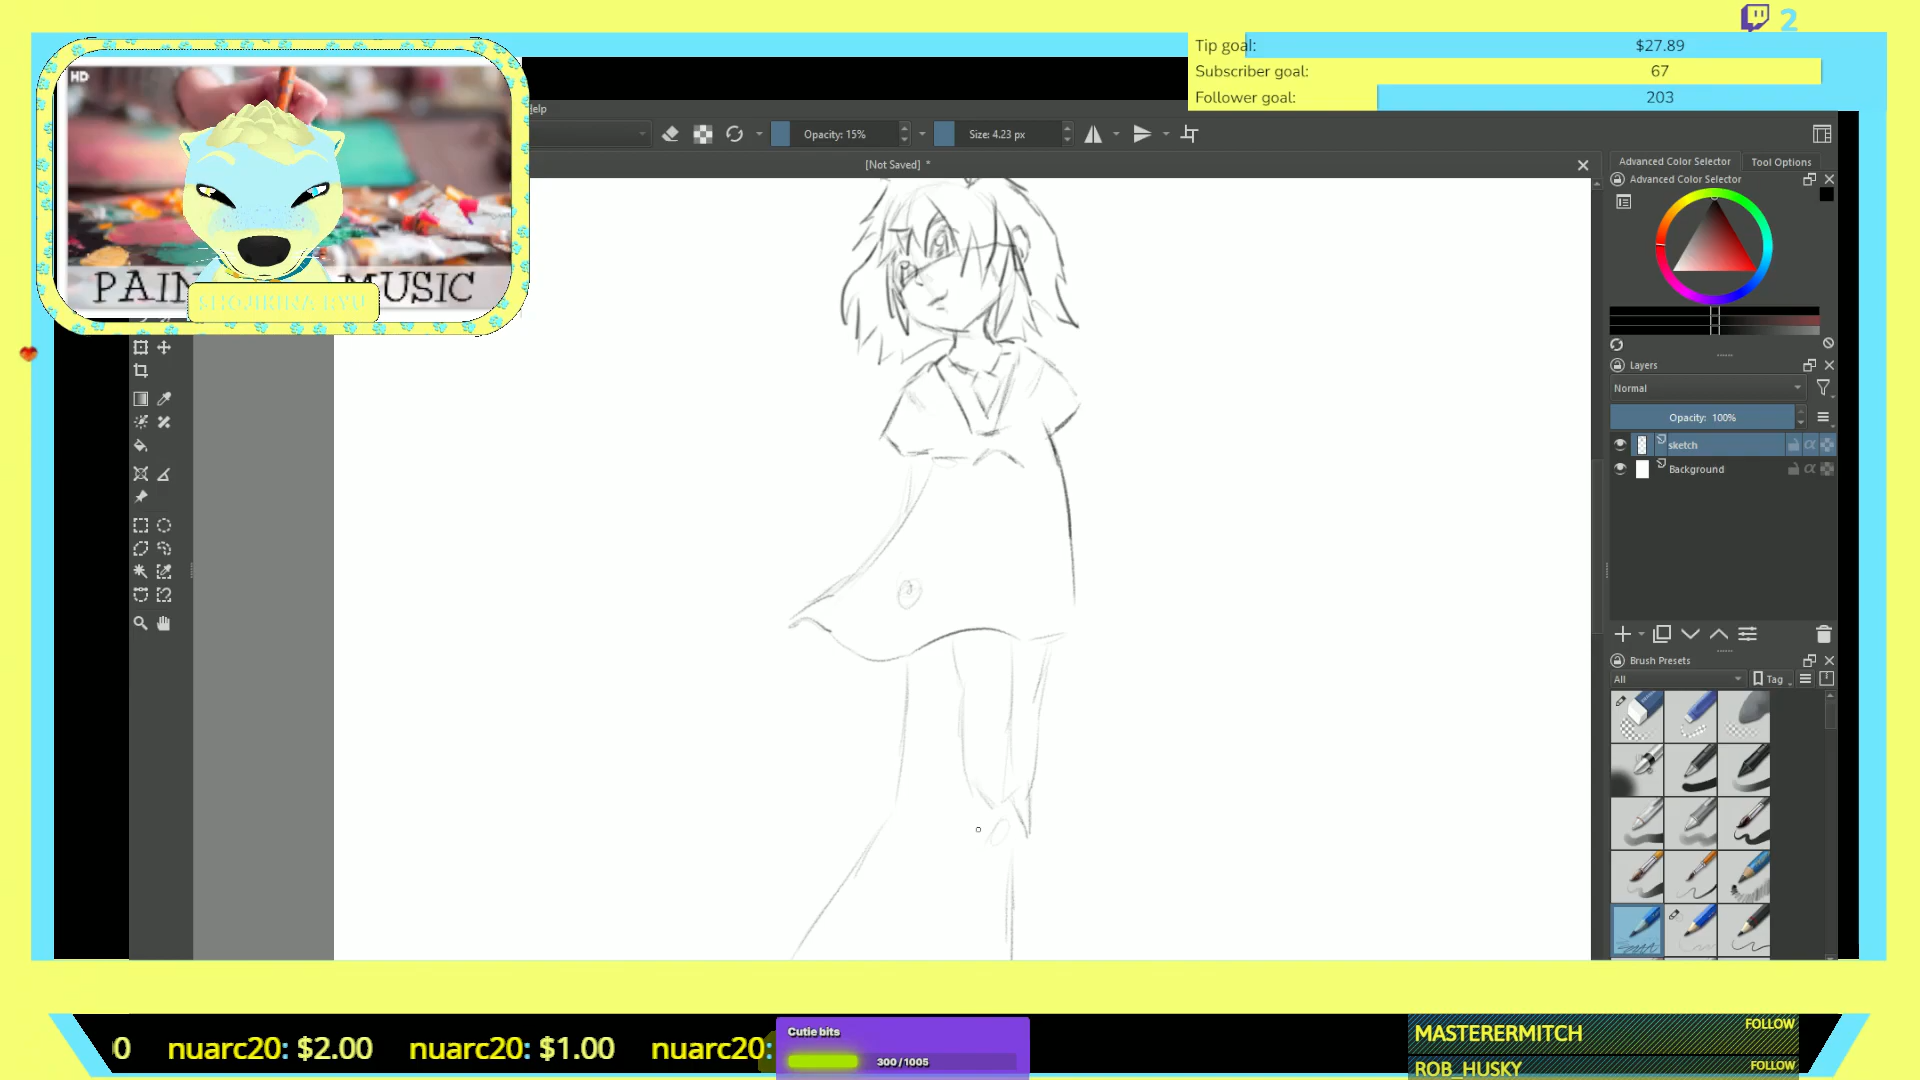 2
Tip goal: $27.89
Subscriber goal: 67
Follower goal: 203
HD
elp
Opacity: 15%
Size: 4.23 px
[Not Saved] *
Advanced Color Selector
Tool Options
Advanced Color Selector
PAIN MUSIC
SHOJIKINA RYU
Layers
Normal
Opacity: 100%
sketch
Background
Brush Presets
All
Tag
0 nuarc20: $2.00 nuarc20: $1.00 nuarc20:
Cutie bits
300/1005
MASTERERMITCH FOLLOW
ROB_HUSKY FOLLOW